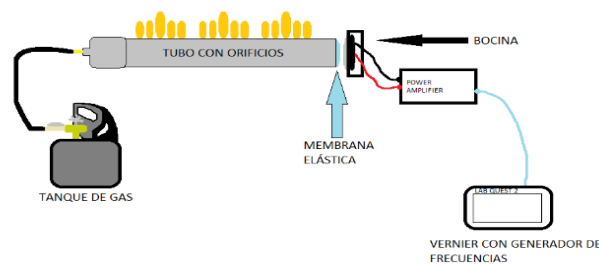 TUBO CON ORIFICIOS
BOCINA
POWER
AMPLIFIER
MEMBRANA
ELÁSTICA
TANQUE DE GAS
LAB QUEST 2
VERNIER CON GENERADOR DE
FRECUENCIAS